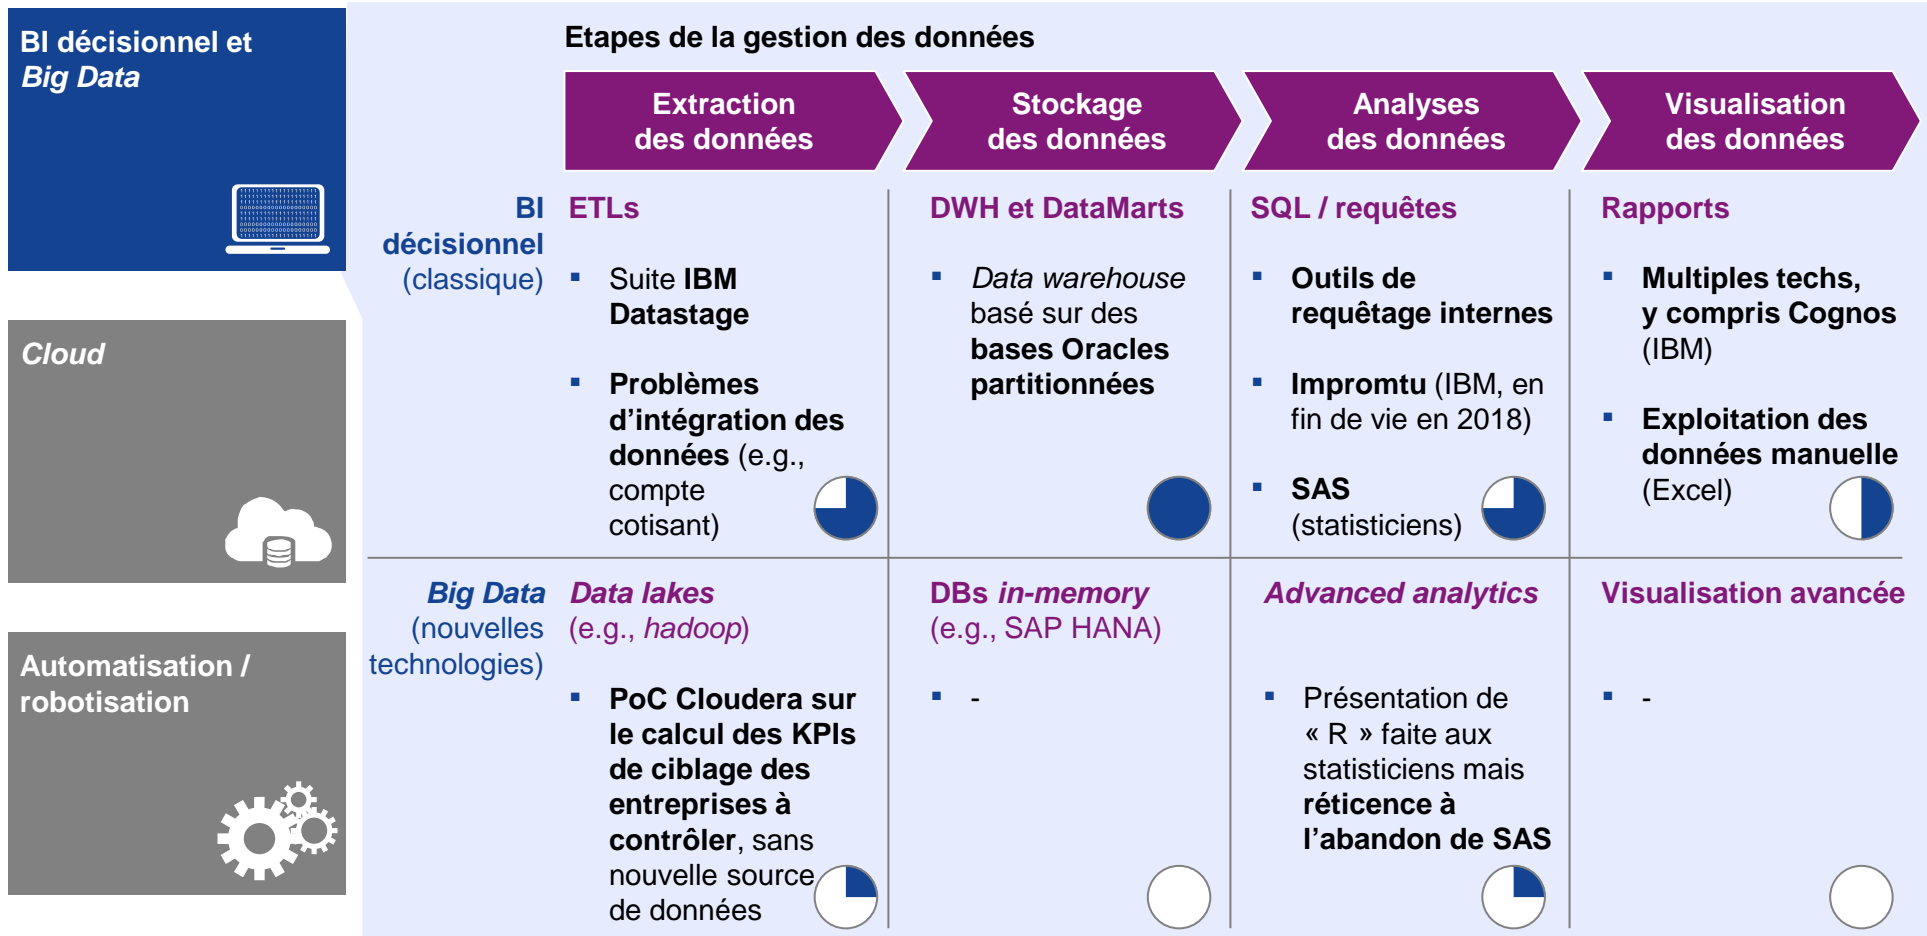 BI décisionnel et
Big Data
Cloud
Automatisation /
robotisation
Etapes de la gestion des données
Extraction
des données
Stockage
des données
Analyses
des données
Visualisation
des données
BI
décisionnel
(classique)
ETLs
▪ Suite IBM
Datastage
▪ Problèmes
d’intégration des
données (e.g.,
compte
cotisant)
DWH et DataMarts
▪ Data warehouse
basé sur des
bases Oracles
partitionnées
SQL / requêtes
▪ Outils de
requêtage internes
▪ Impromtu (IBM, en
fin de vie en 2018)
▪ SAS
(statisticiens)
Rapports
▪ Multiples techs,
y compris Cognos
(IBM)
▪ Exploitation des
données manuelle
(Excel)
Big Data
(nouvelles
technologies)
Data lakes
(e.g., hadoop)
▪ PoC Cloudera sur
le calcul des KPIs
de ciblage des
entreprises à
contrôler, sans
nouvelle source
de données
DBs in-memory
(e.g., SAP HANA)
▪ -
Advanced analytics
▪ Présentation de
« R » faite aux
statisticiens mais
réticence à
l’abandon de SAS
Visualisation avancée
▪ -